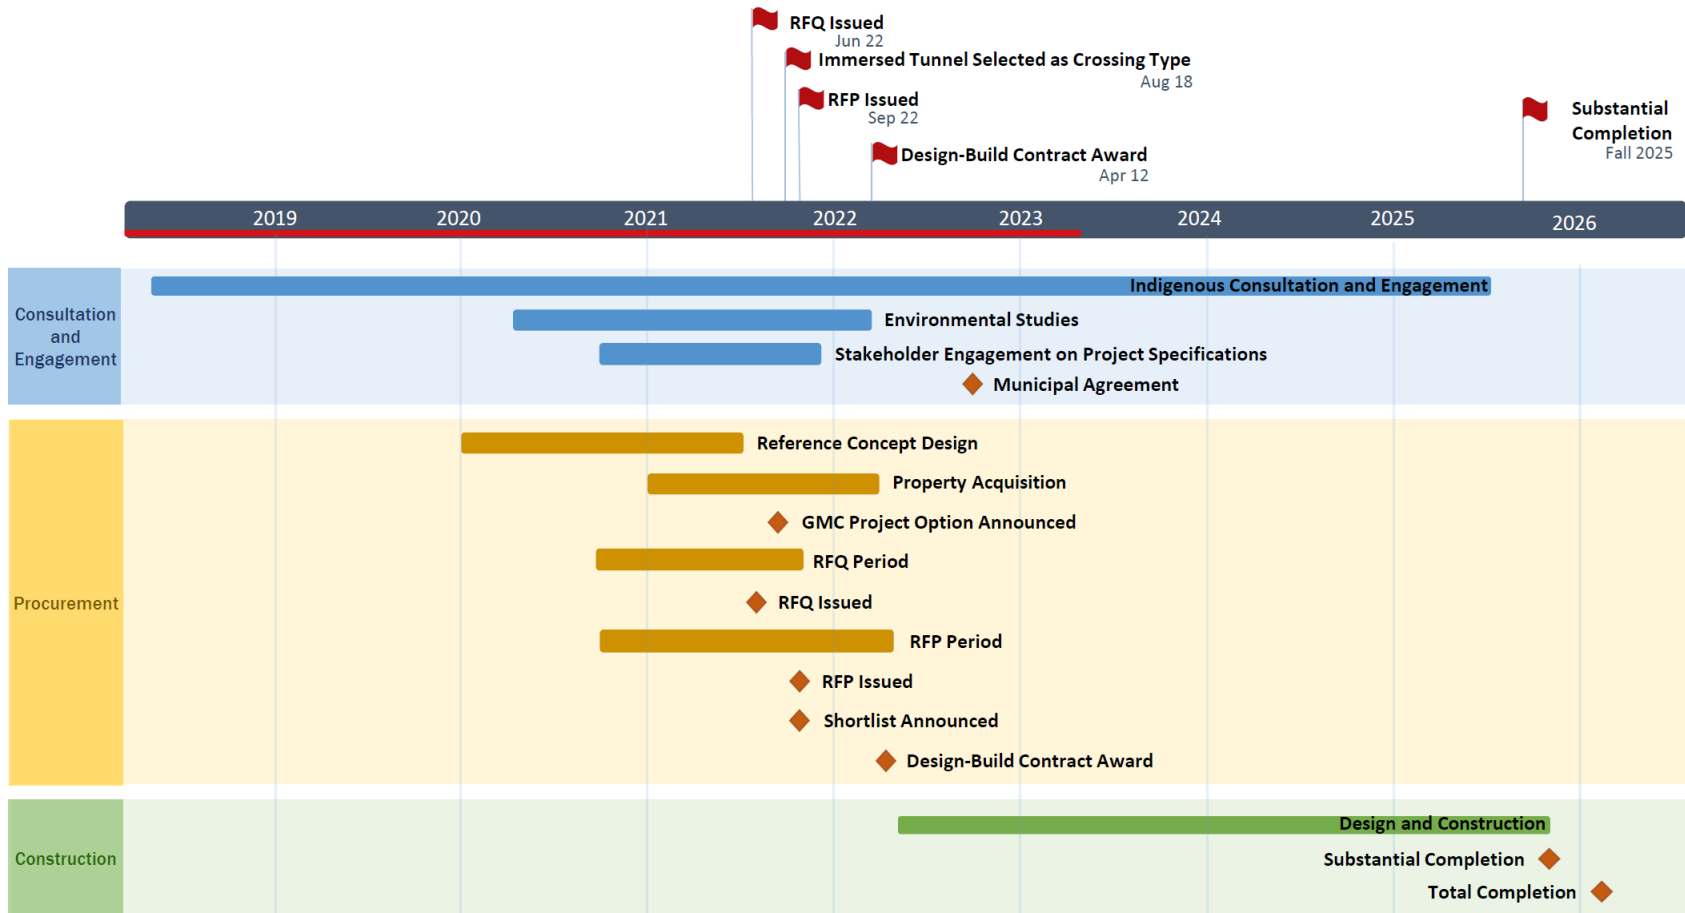 RFQ Issued
Jun 22
Immersed Tunnel Selected as Crossing Type
Aug 18
RFP Issued
Sep 22
Design-Build Contract Award
Apr 12
Substantial
Completion
Fall 2025
2019 2020 2021 2022 2023 2024 2025 2026
Consultation
and
Engagement
Indigenous Consultation and Engagement
Environmental Studies
Stakeholder Engagement on Project Specifications
Municipal Agreement
Procurement
Reference Concept Design
Property Acquisition
GMC Project Option Announced
RFQ Period
RFQ Issued
RFP Period
RFP Issued
Shortlist Announced
Design-Build Contract Award
Construction
Design and Construction
Substantial Completion
Total Completion